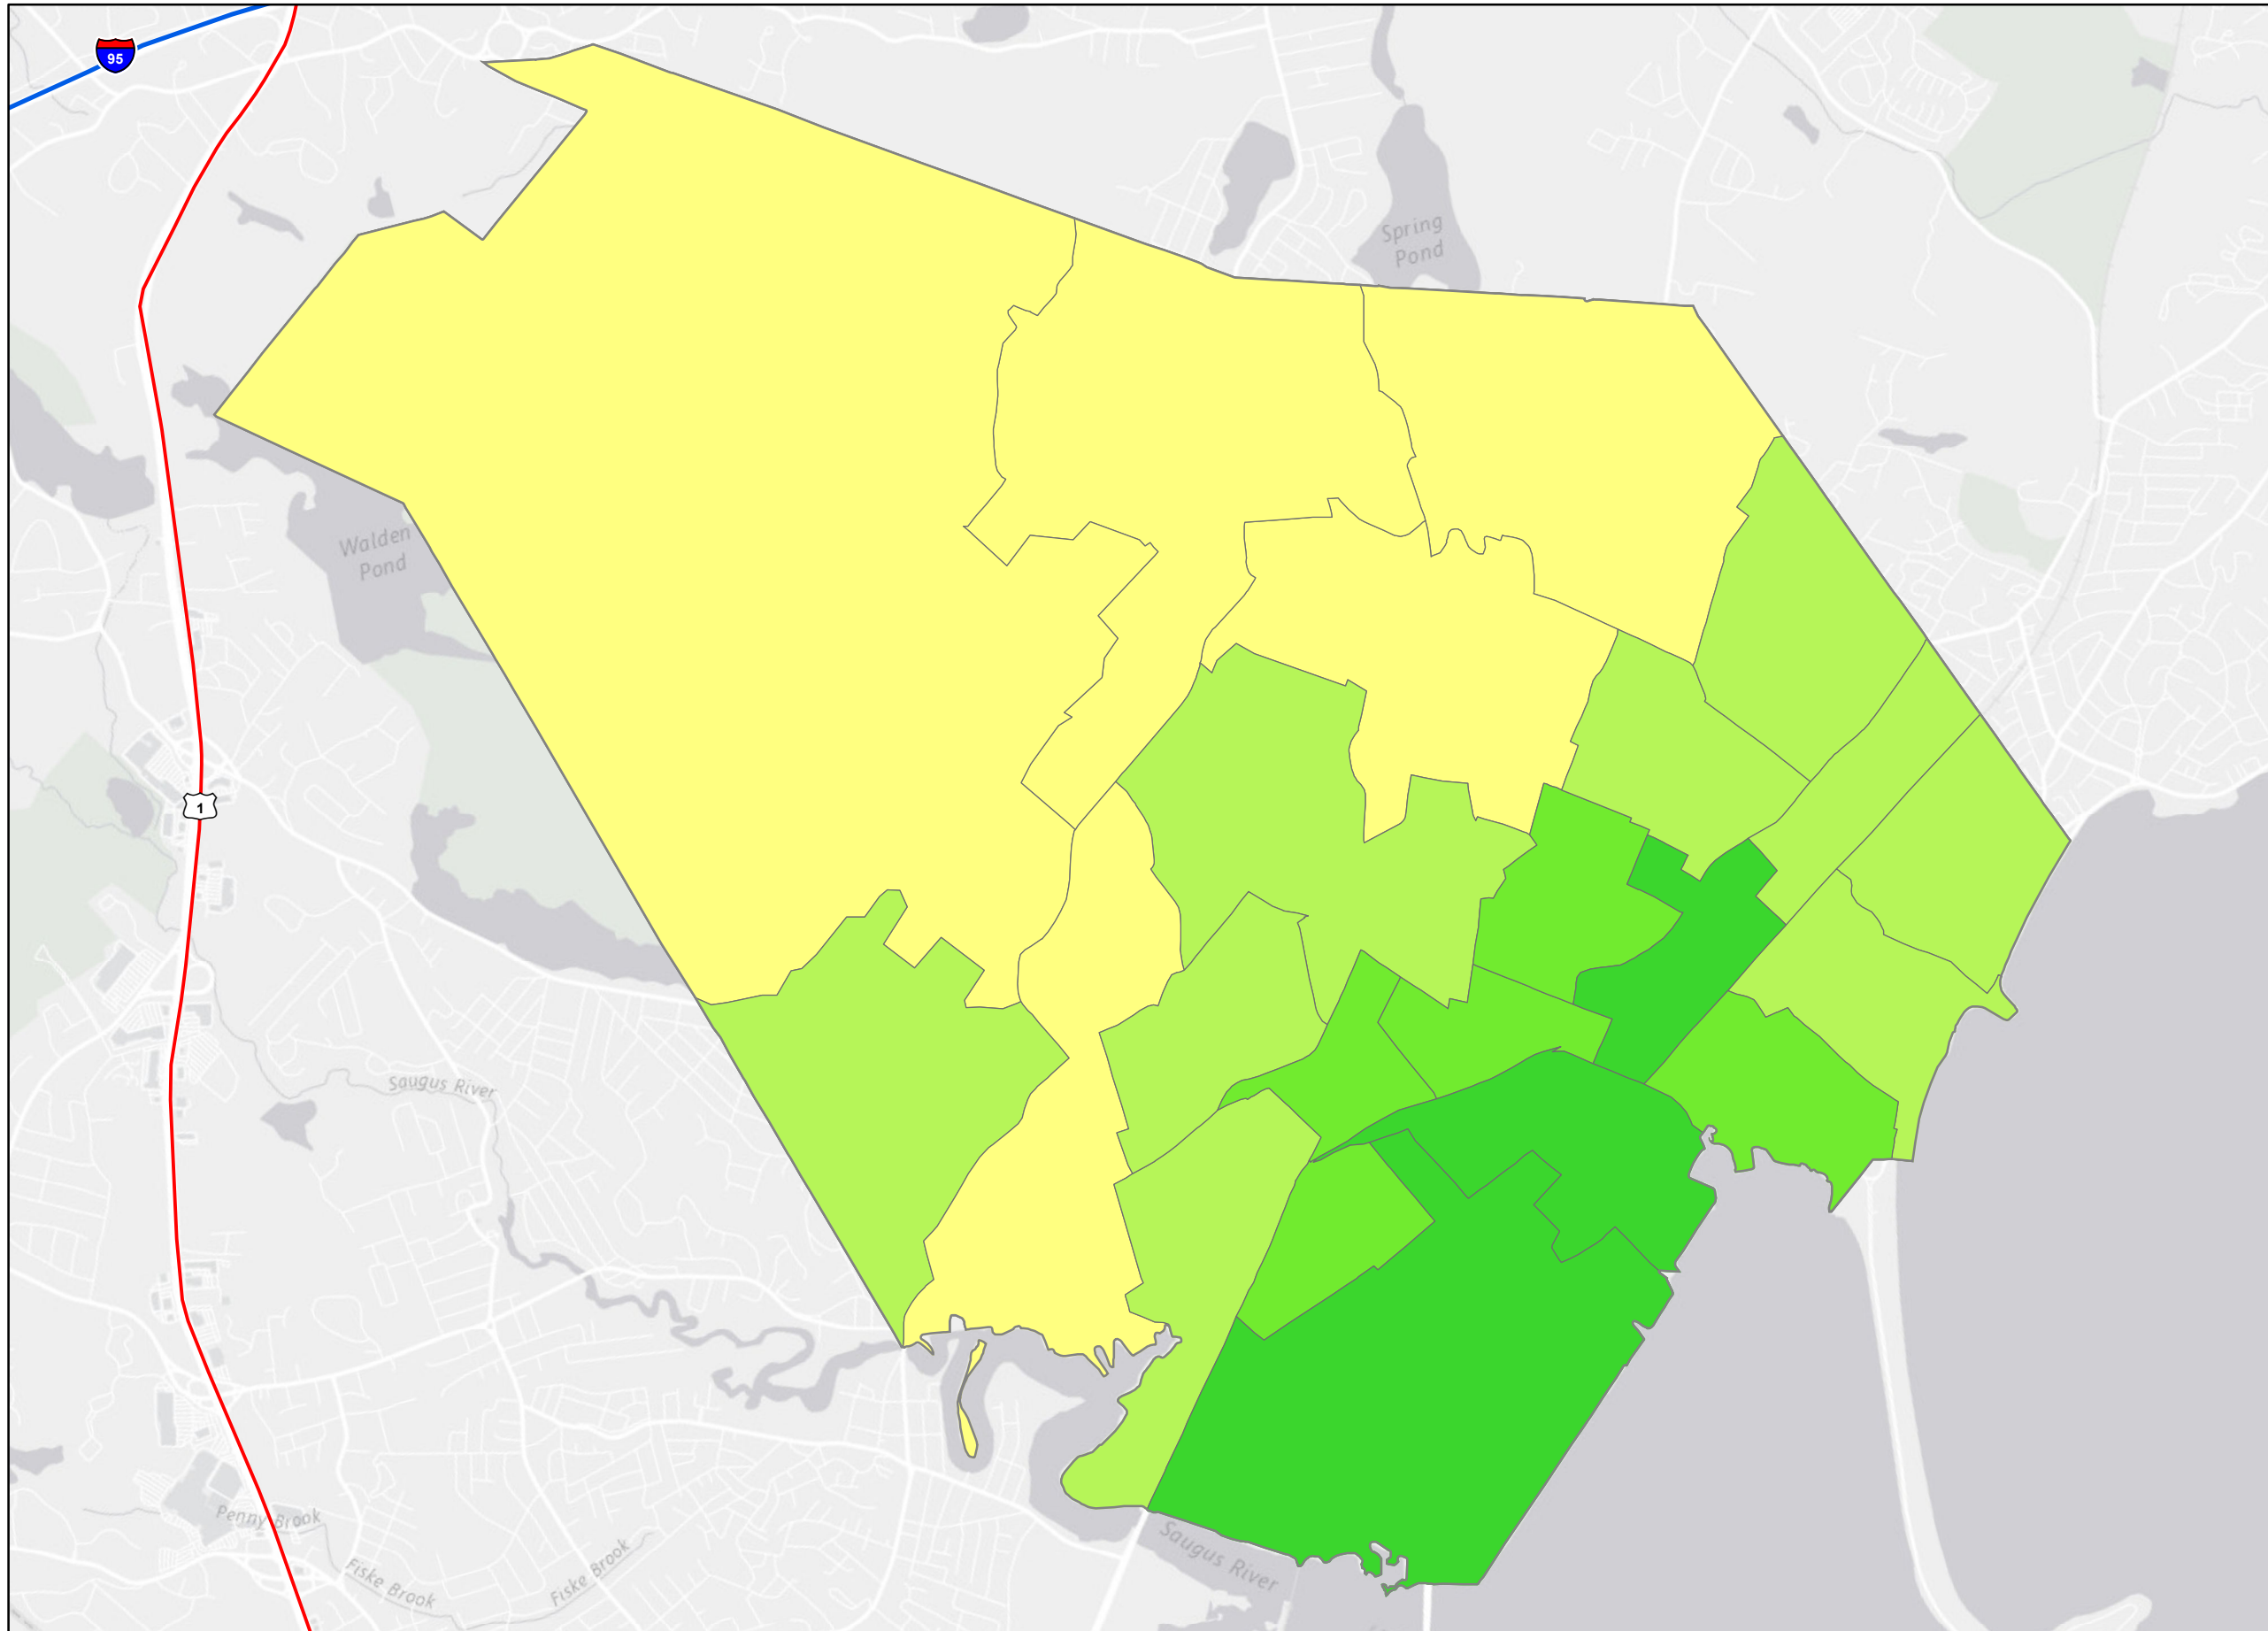 95
Spring
Pond
Walden
Pond
1
Saugus River
Penny Brook
Fiske Brook
Fiske Brook
Saugus River